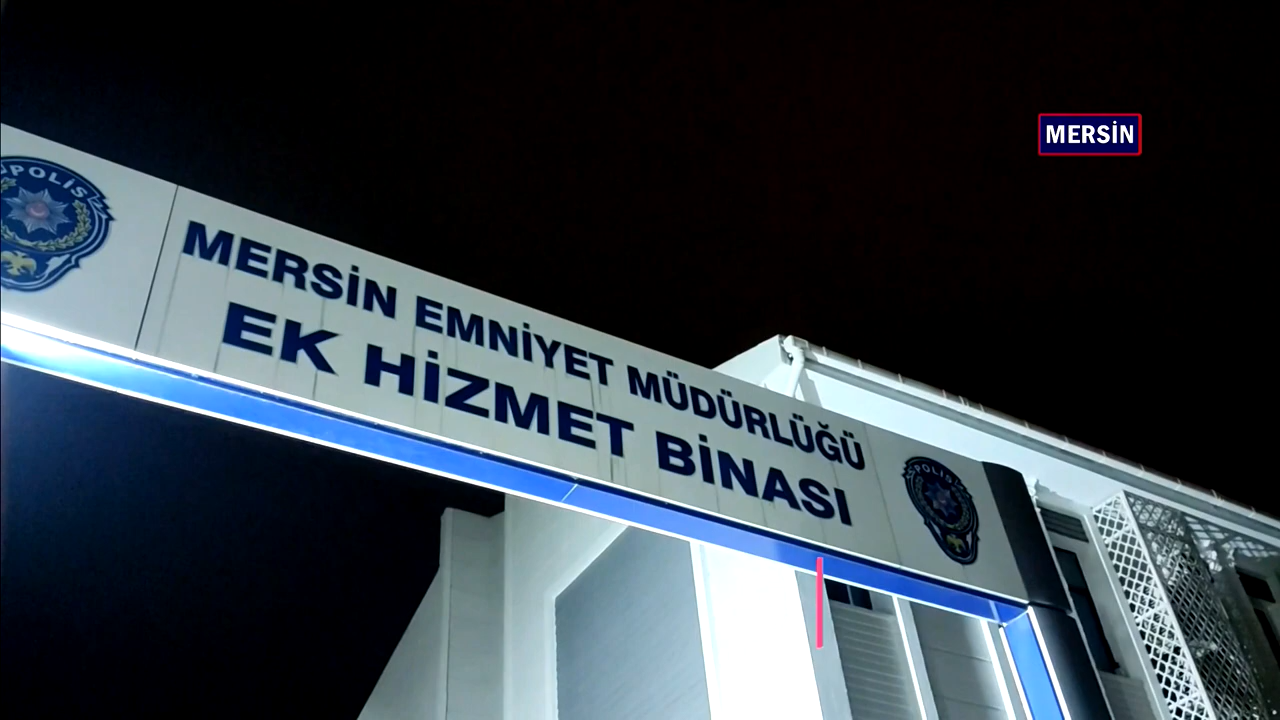 MERSİN
POLİS
MERSİN EMNİYET MÜDÜRLÜĞÜ
EK HİZMET BİNASI
POLİS